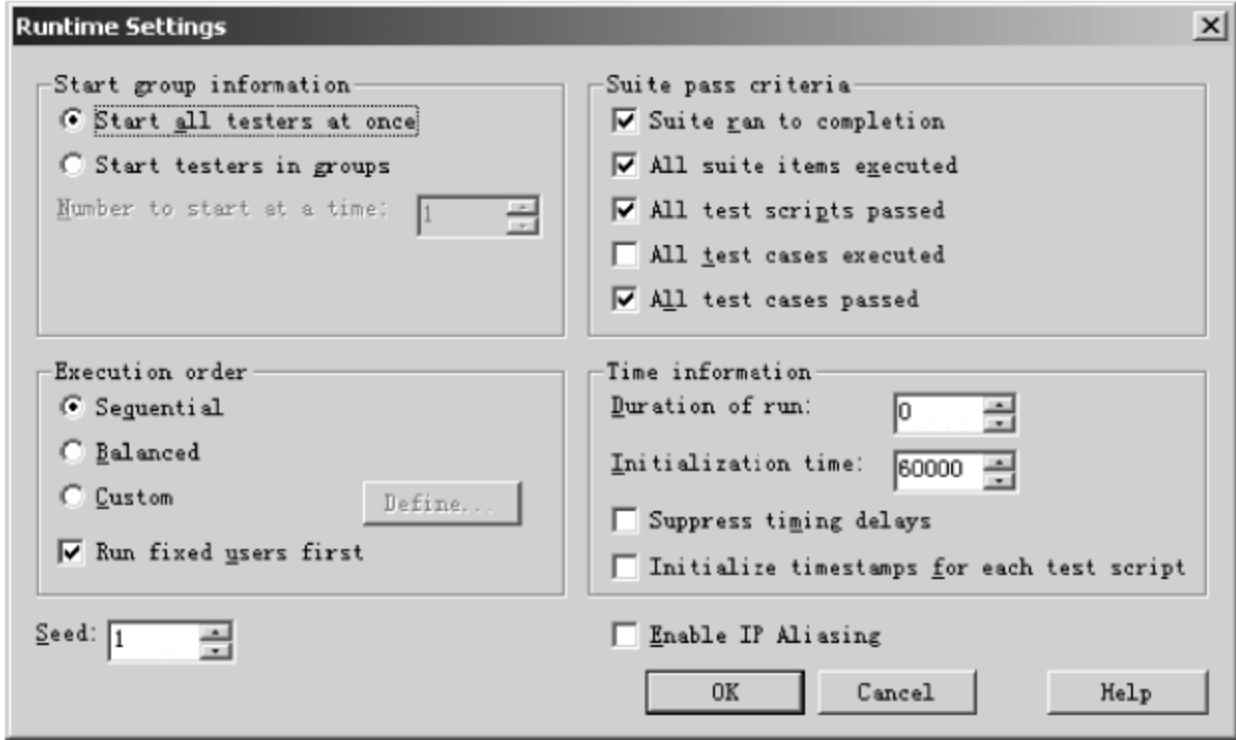 Runtime Settings
Start group information
Start all testers at once
Start testers in groups
Number to start at a time: 1
Suite pass criteria
Suite ran to completion
All suite items executed
All test scripts passed
All test cases executed
All test cases passed
Execution order
Sequential
Balanced
Custom
Define...
Run fixed users first
Time information
Duration of run: 0
Initialization time: 60000
Suppress timing delays
Initialize timestamps for each test script
Seed: 1
Enable IP Aliasing
OK Cancel Help